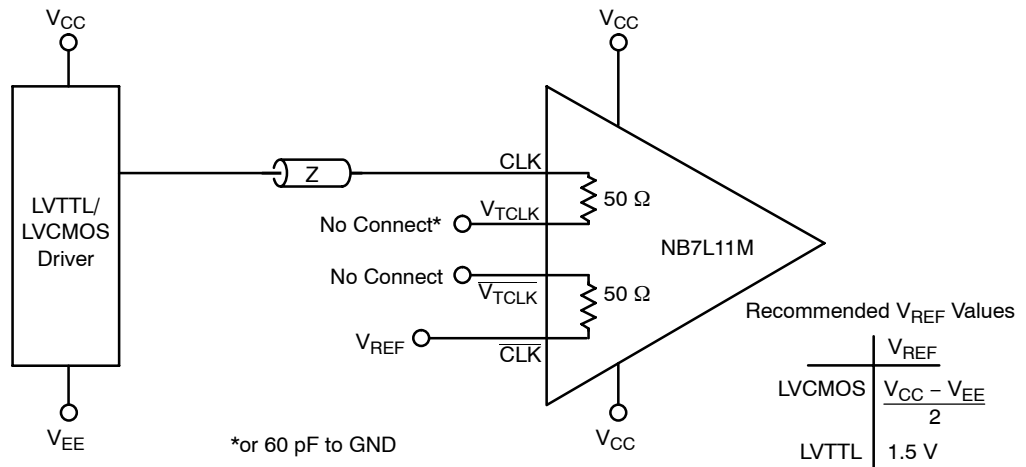 V_CC
V_CC
LVTTL/
LVCMOS
Driver
Z
CLK
50 Ω
No Connect*
V_TCLK
NB7L11M
No Connect
V̅_T̅C̅L̅K̅
50 Ω
V_REF
C̅L̅K̅
Recommended V_REF Values
V_REF
LVCMOS
V_CC – V_EE
2
LVTTL
1.5 V
V_EE
*or 60 pF to GND
V_CC